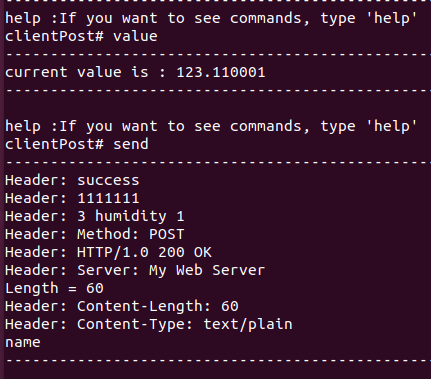 ------------------------------------------------
help :If you want to see commands, type 'help'
clientPost# value
------------------------------------------------
current value is : 123.110001
------------------------------------------------
help :If you want to see commands, type 'help'
clientPost# send
------------------------------------------------
Header: success
Header: 1111111
Header: 3 humidity 1
Header: Method: POST
Header: HTTP/1.0 200 OK
Header: Server: My Web Server
Length = 60
Header: Content-Length: 60
Header: Content-Type: text/plain
name
------------------------------------------------